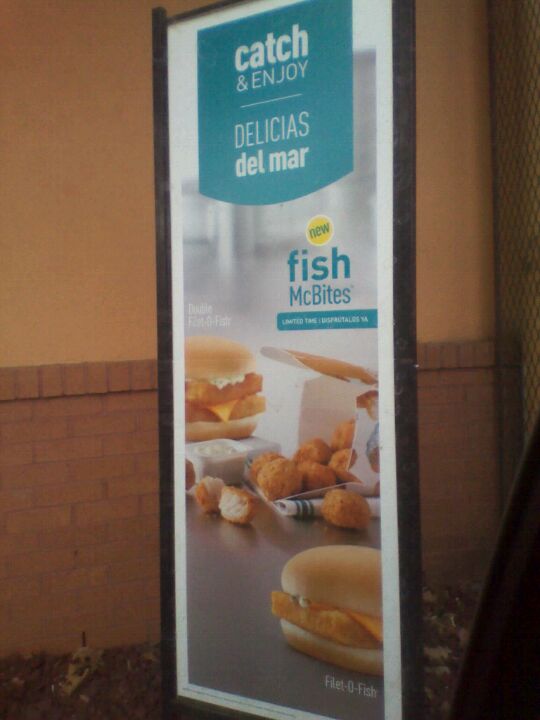 catch
& ENJOY
DELICIAS
del mar
new
fish
McBites
LIMITED TIME | DISFRÚTALOS YA
Double
Filet-O-Fish
Filet-O-Fish